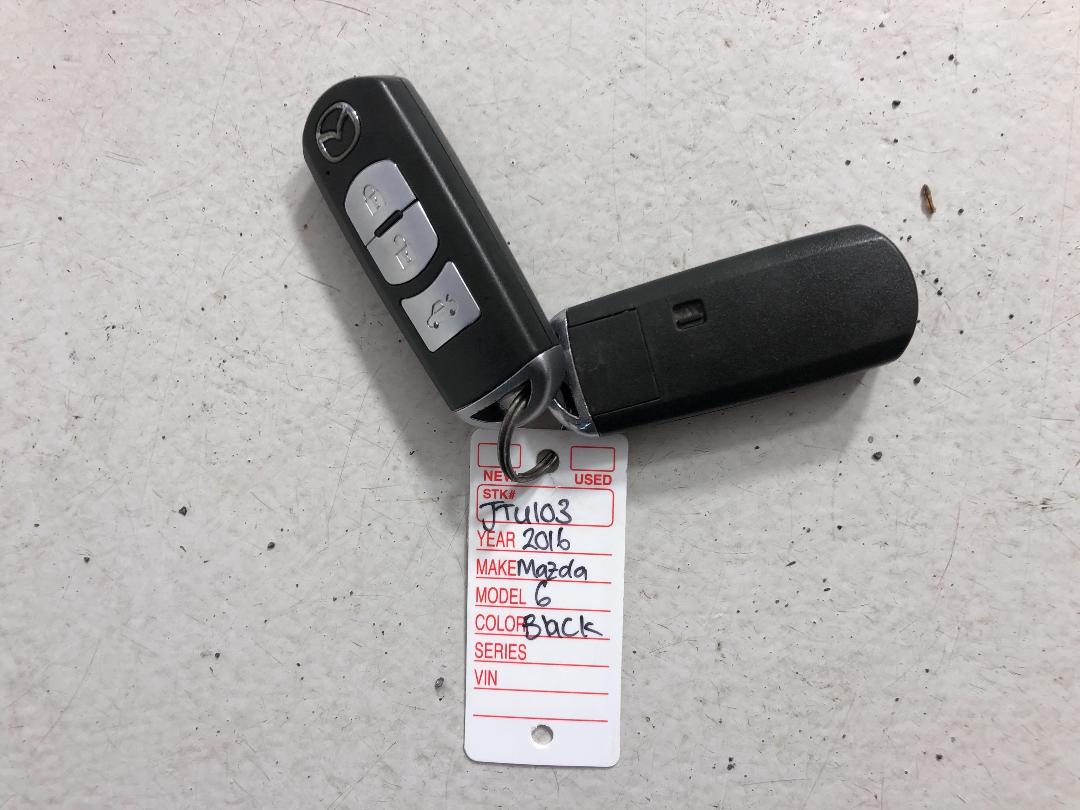 NEW USED
STK#
JTU103
YEAR 2016
MAKE Mazda
MODEL 6
COLOR Black
SERIES
VIN